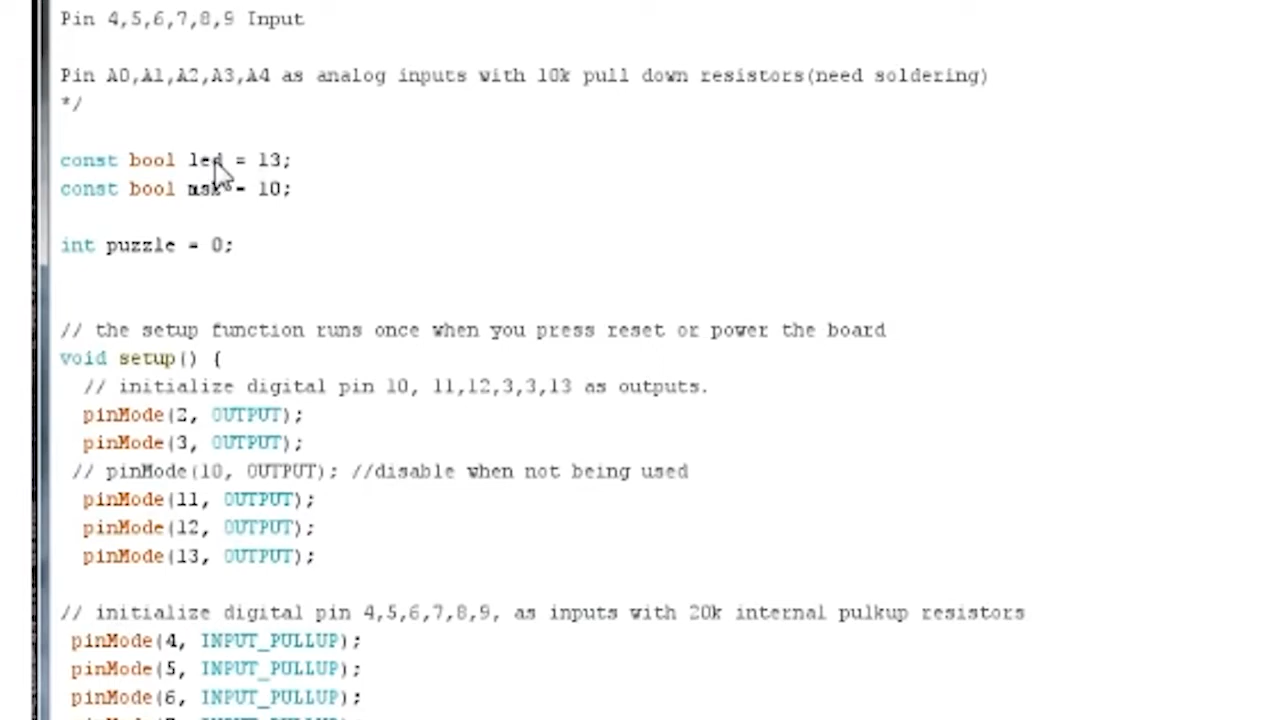 Pin 4,5,6,7,8,9 Input
Pin A0,A1,A2,A3,A4 as analog inputs with 10k pull down resistors(need soldering)
*/
const bool led = 13;
const bool = 10;
int puzzle = 0;
// the setup function runs once when you press reset or power the board
void setup() {
// initialize digital pin 10, 11,12,3,3,13 as outputs.
pinMode(2, OUTPUT);
pinMode(3, OUTPUT);
// pinMode(10, OUTPUT); //disable when not being used
pinMode(11, OUTPUT);
pinMode(12, OUTPUT);
pinMode(13, OUTPUT);
// initialize digital pin 4,5,6,7,8,9, as inputs with 20k internal pulkup resistors
pinMode(4, INPUT_PULLUP);
pinMode(5, INPUT_PULLUP);
pinMode(6, INPUT_PULLUP);